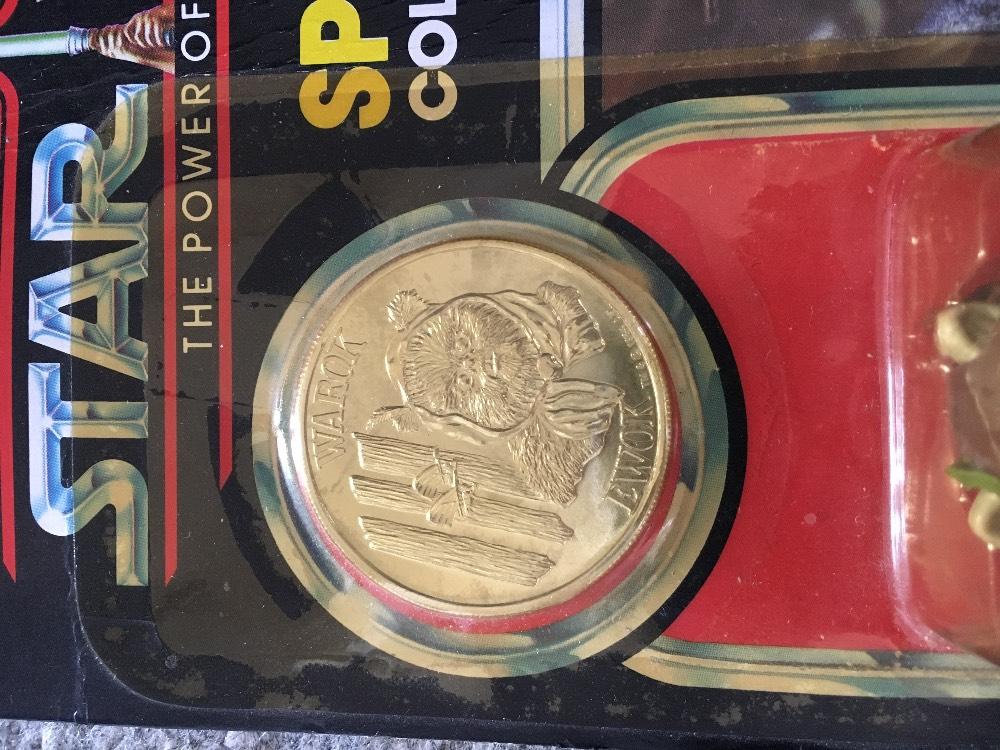 STAR
THE POWER OF
SP
COL
WAROK
EWOK